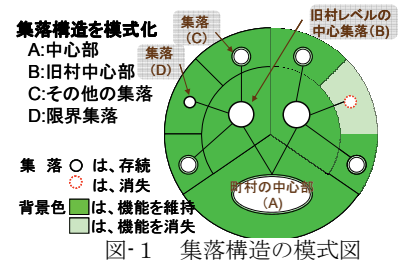 集落構造を模式化
A:中心部
B:旧村中心部
C:その他の集落
D:限界集落
集落
(C)
集落
(D)
旧村レベルの
中心集落(B)
町村の中心部
(A)
集 落 は、存続
は、消失
背景色 は、機能を維持
は、機能を消失
図-1 集落構造の模式図